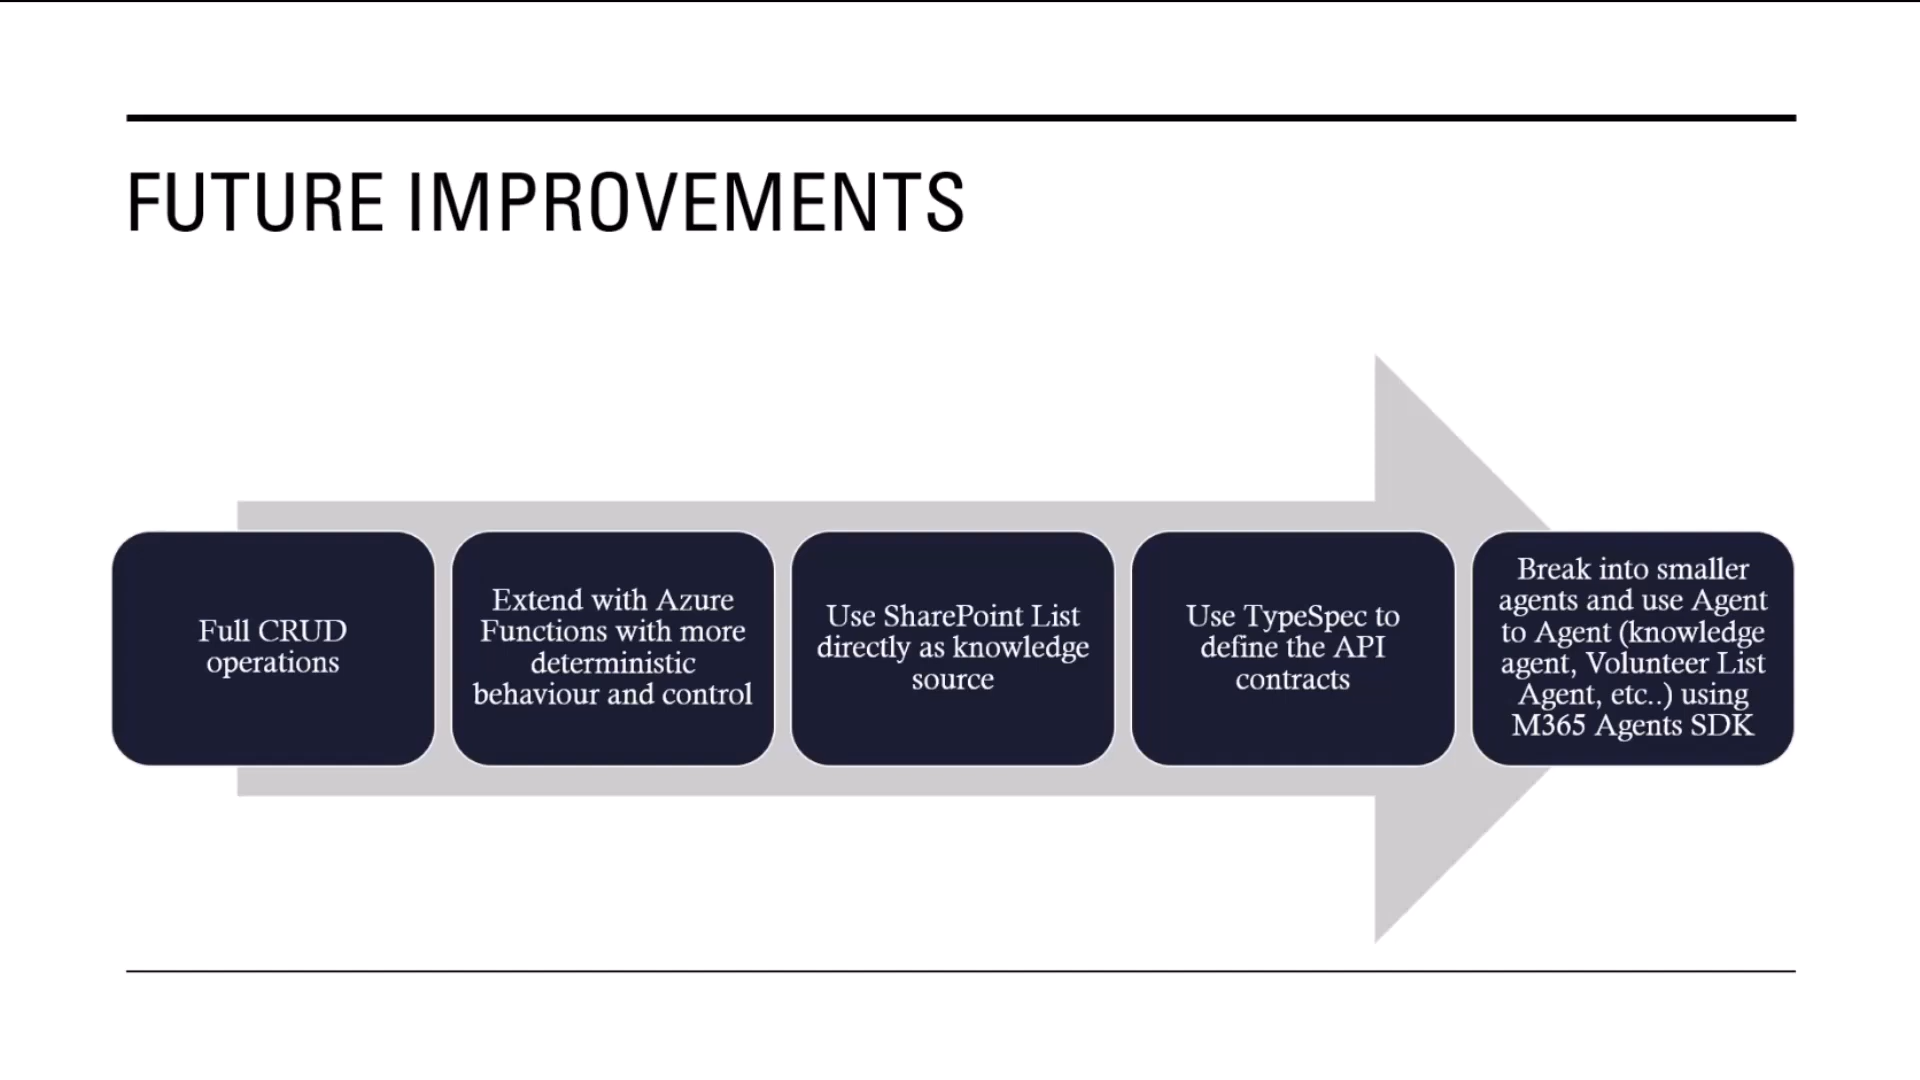 FUTURE IMPROVEMENTS
Full CRUD
operations
Extend with Azure
Functions with more
deterministic
behaviour and control
Use SharePoint List
directly as knowledge
source
Use TypeSpec to
define the API
contracts
Break into smaller
agents and use Agent
to Agent (knowledge
agent, Volunteer List
Agent, etc..) using
M365 Agents SDK